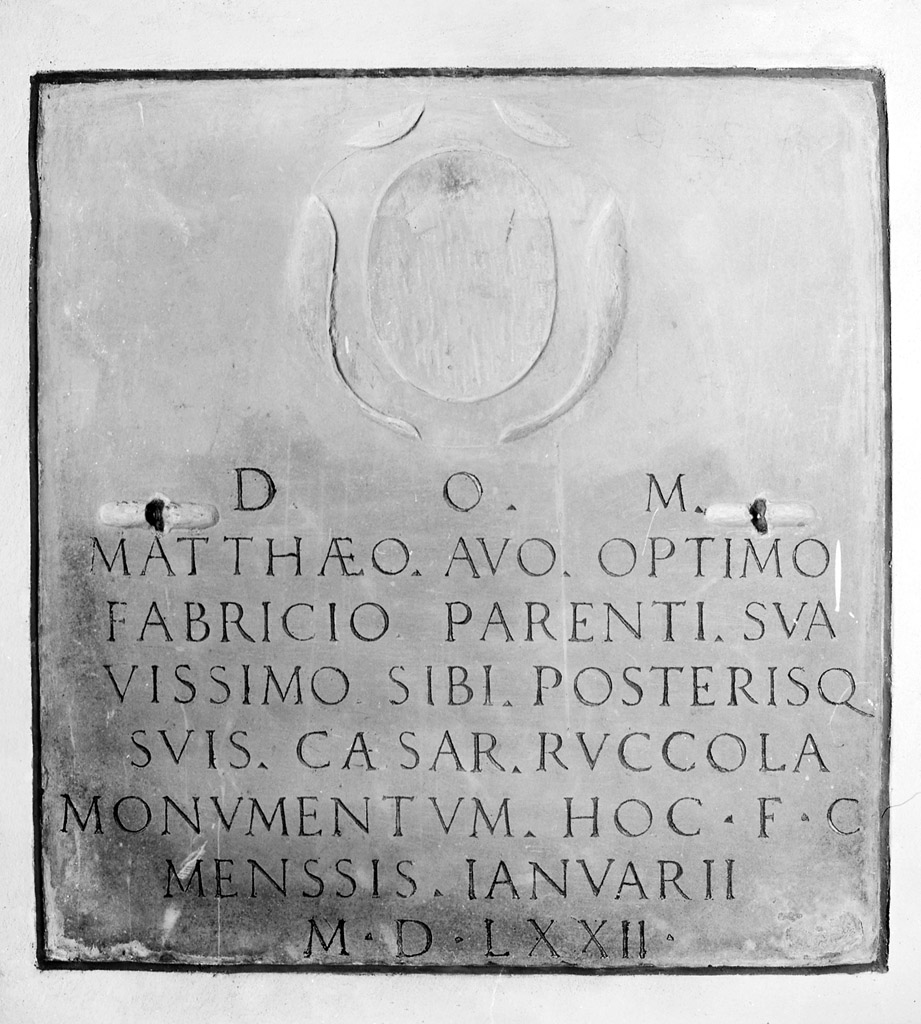 D. O. M.
MATTHÆO. AVO. OPTIMO
FABRICIO PARENTI. SVA
VISSIMO SIBI. POSTERISQ
SVIS. CASAR. RVCCOLA
MONVMENTVM. HOC · F · C
MENSSIS. IANVARII
M · D · LXXII ·